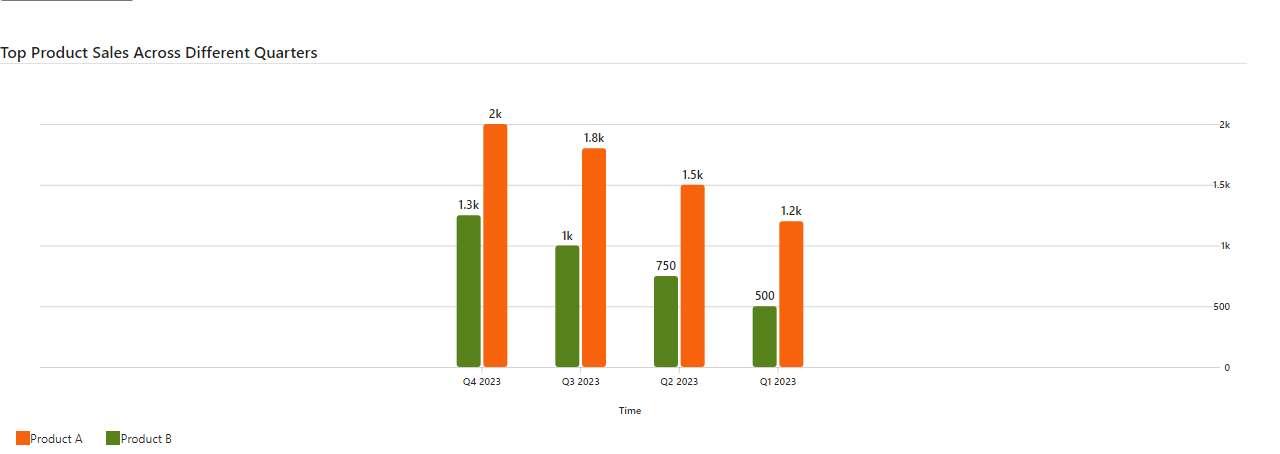 Top Product Sales Across Different Quarters
2k
1.8k
1.5k
1.3k
1.2k
1k
750
500
2k
1.5k
1k
500
0
Q4 2023 Q3 2023 Q2 2023 Q1 2023
Time
Product A Product B